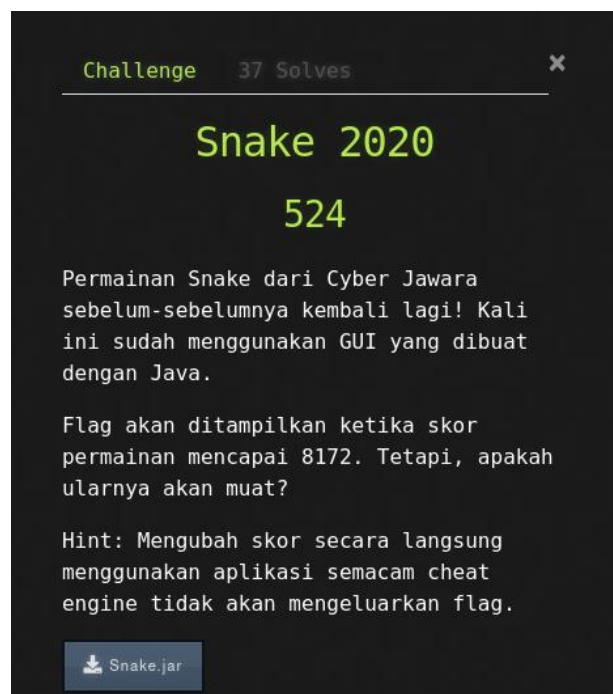 Challenge 37 Solves ×
Snake 2020
524
Permainan Snake dari Cyber Jawara
sebelum-sebelumnya kembali lagi! Kali
ini sudah menggunakan GUI yang dibuat
dengan Java.
Flag akan ditampilkan ketika skor
permainan mencapai 8172. Tetapi, apakah
ularnya akan muat?
Hint: Mengubah skor secara langsung
menggunakan aplikasi semacam cheat
engine tidak akan mengeluarkan flag.
Snake.jar